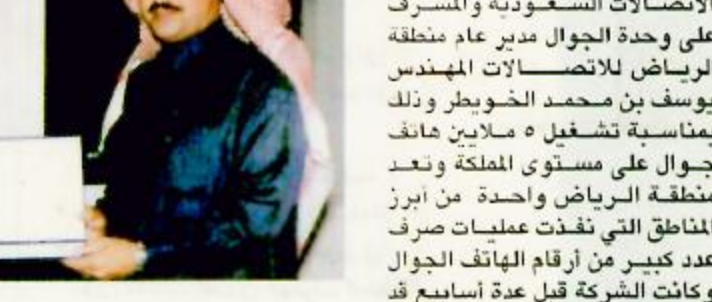 الاتصالات السعودية والمشرف
على وحدة الجوال مدير عام منطقة
الرياض للاتصالات المهندس
يوسف بن محمد الخويطر وذلك
بمناسبة تشغيل ٥ ملايين هاتف
جوال على مستوى المملكة وتعد
منطقة الرياض واحدة من أبرز
المناطق التي نفذت عمليات صرف
عدد كبير من أرقام الهاتف الجوال
وكانت الشركة قبل عدة أسابيع قد